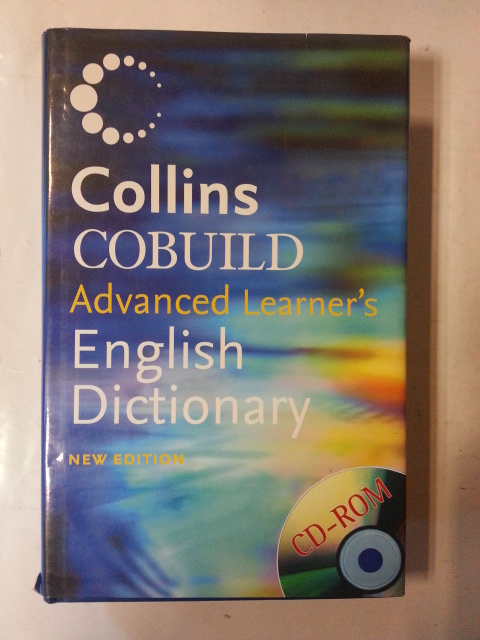 Collins
COBUILD
Advanced Learner's
English
Dictionary
NEW EDITION
CD-ROM